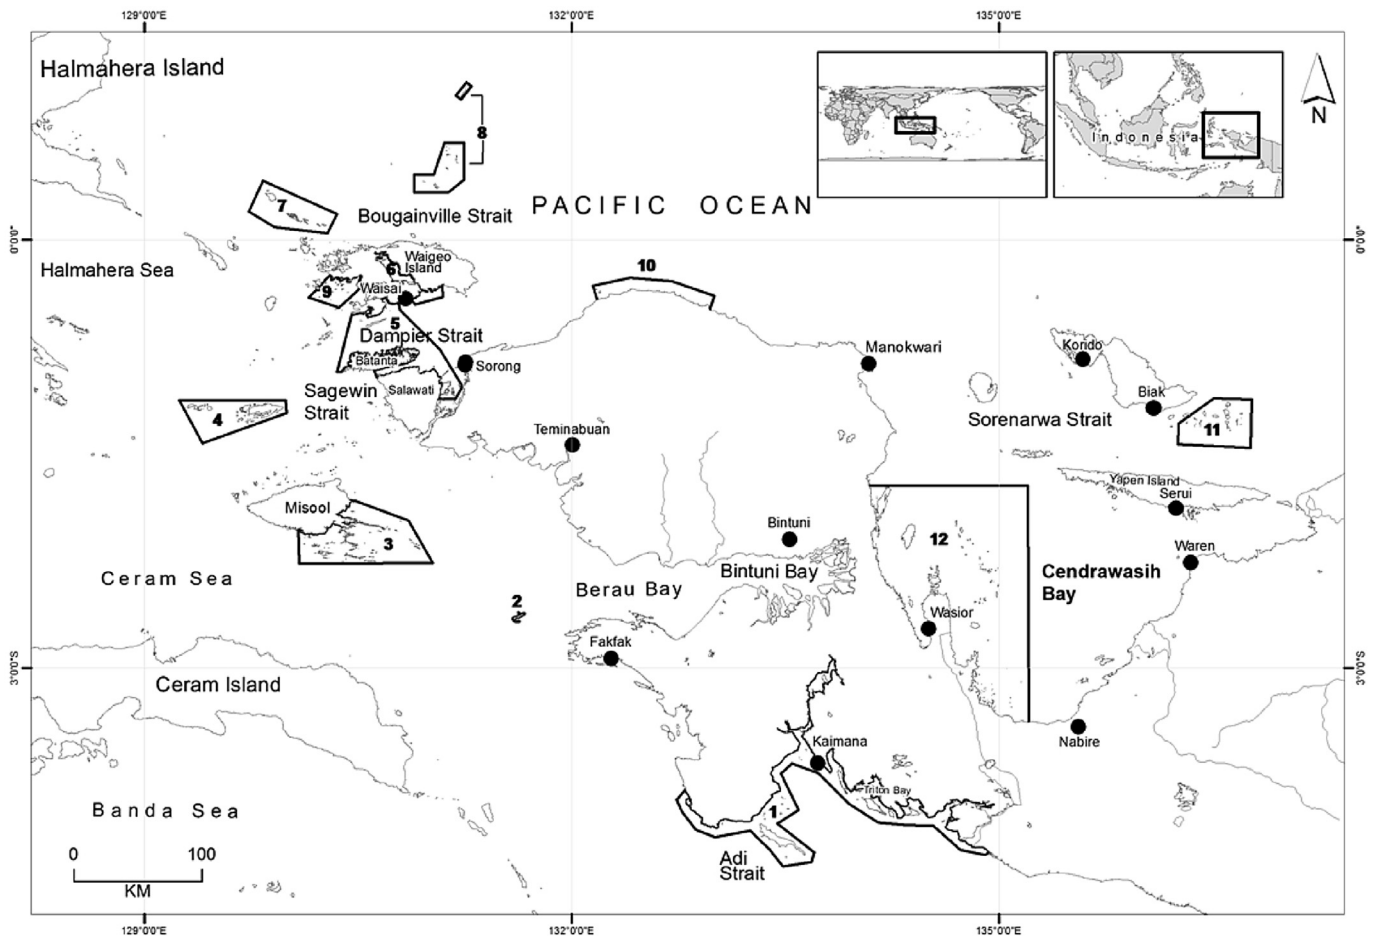 129°0'0"E
132°0'0"E
135°0'0"E
Halmahera Island
8
N
Indonesia
7
PACIFIC OCEAN
Bougainville Strait
0°0'0"
0°0'0"
Halmahera Sea
Waigeo
Island
6
10
9
Waisai
5
Dampier Strait
Manokwari
Korido
Batanta
Sorong
Salawati
Sagewin
Strait
Biak
Sorenarwa Strait
4
11
Teminabuan
Yapen Island
Serui
Misool
Bintuni
3
12
Waren
Ceram Sea
Bintuni Bay
Cendrawasih
Bay
Berau Bay
2
Wasior
Fakfak
3°0'0"S
3°0'0"S
Ceram Island
Kaimana
Nabire
Triton Bay
Banda Sea
1
0
100
KM
Adi
Strait
129°0'0"E
132°0'0"E
135°0'0"E